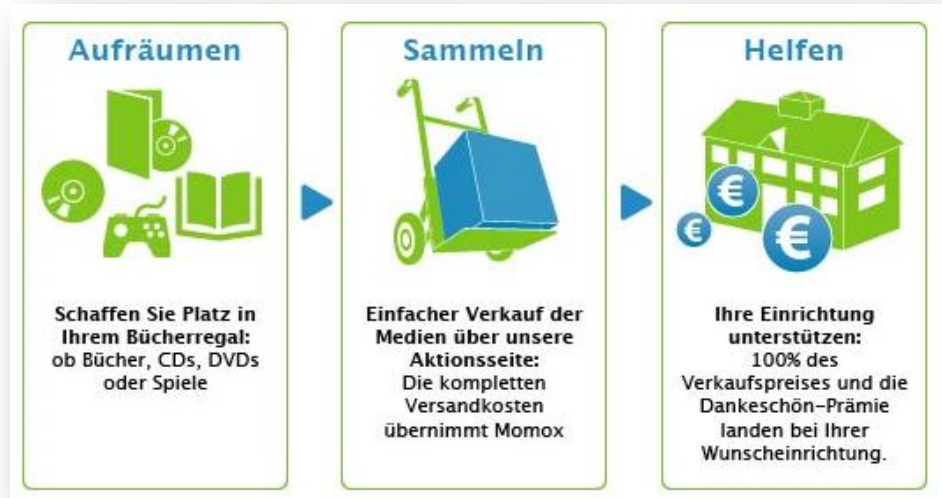 Aufräumen
Schaffen Sie Platz in
Ihrem Bücherregal:
ob Bücher, CDs, DVDs
oder Spiele
Sammeln
Einfacher Verkauf der
Medien über unsere
Aktionsseite:
Die kompletten
Versandkosten
übernimmt Momox
Helfen
€
€
€
Ihre Einrichtung
unterstützen:
100% des
Verkaufspreises und die
Dankeschön-Prämie
landen bei Ihrer
Wunscheinrichtung.